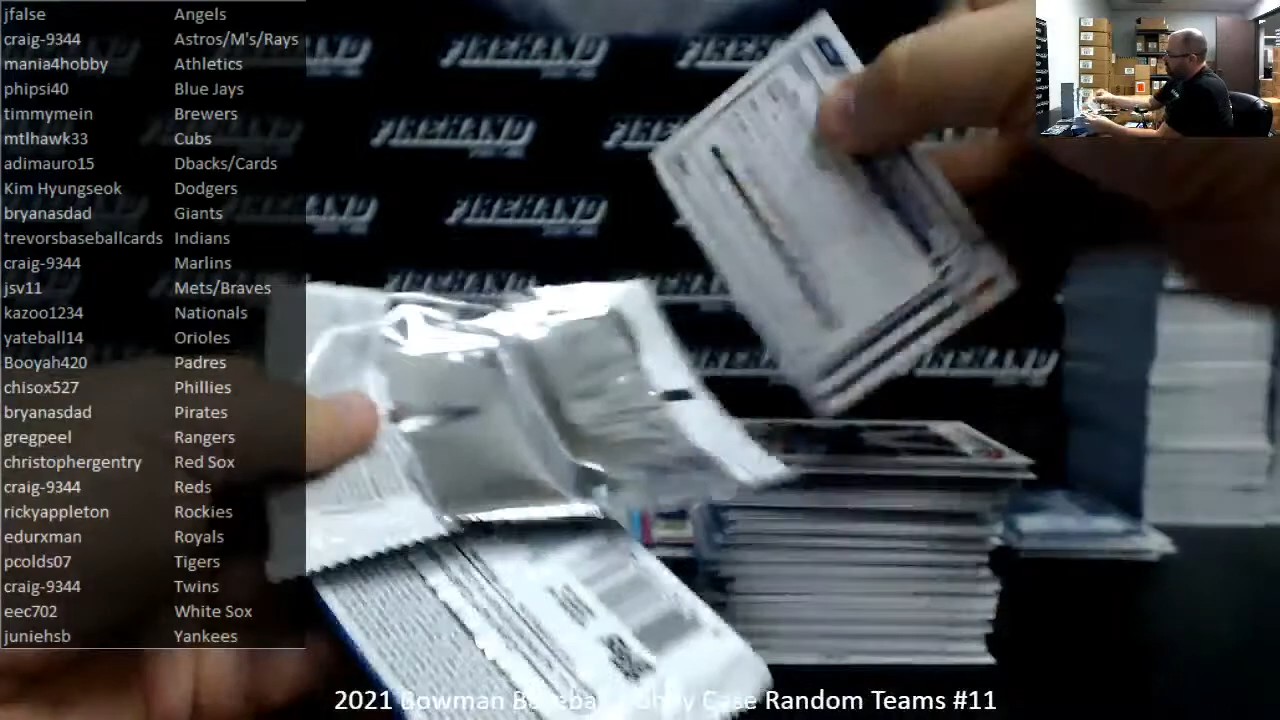 jfalse Angels
craig-9344 Astros/M's/Rays
mania4hobby Athletics
phipsi40 Blue Jays
timmymein Brewers
mtlhawk33 Cubs
adimauro15 Dbacks/Cards
Kim Hyungseok Dodgers
bryanasdad Giants
trevorsbaseballcards Indians
craig-9344 Marlins
jsv11 Mets/Braves
kazoo1234 Nationals
yateball14 Orioles
Booyah420 Padres
chisox527 Phillies
bryanasdad Pirates
gregpeel Rangers
christophergentry Red Sox
craig-9344 Reds
rickyappleton Rockies
edurxman Royals
pcolds07 Tigers
craig-9344 Twins
eec702 White Sox
juniehsb Yankees
FIREHAND FIREHAND
FIREHAND
FIREHAND
2021 Bowman Case Random Teams #11